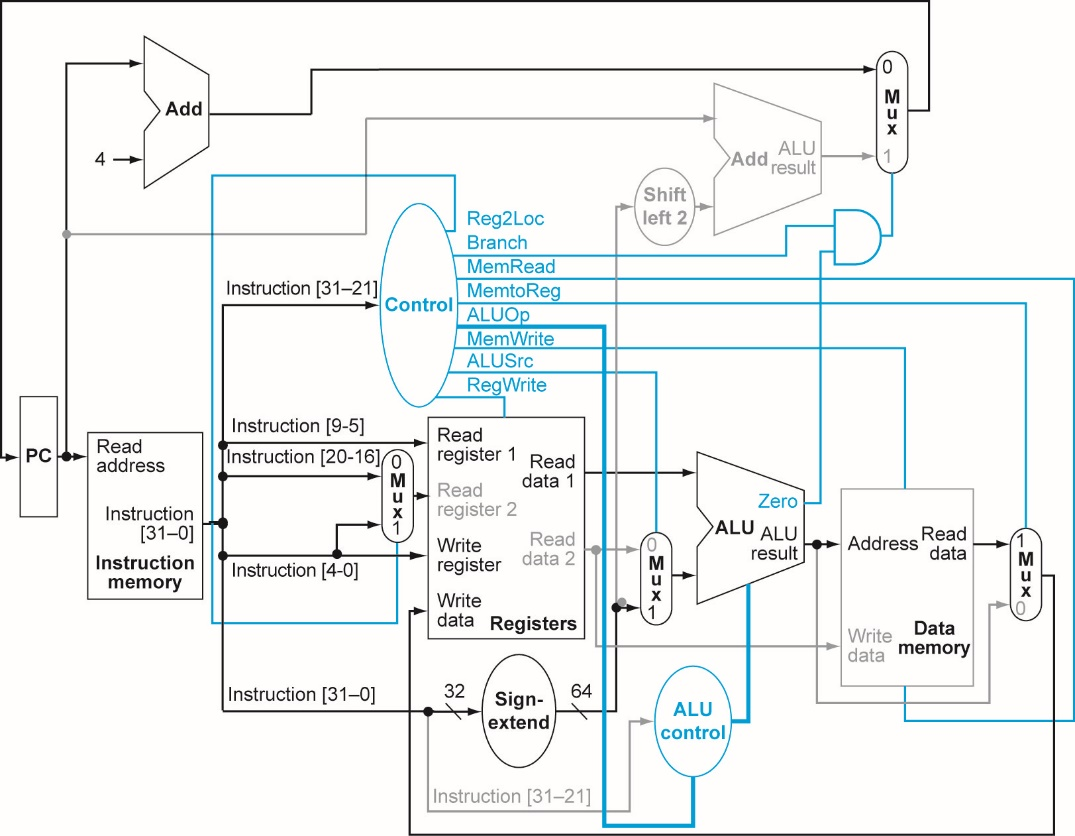 Add
4
0
M
u
x
1
Add
ALU
result
Shift
left 2
Reg2Loc
Branch
MemRead
MemtoReg
ALUOp
MemWrite
ALUSrc
RegWrite
Instruction [31–21]
Control
PC
Read
address
Instruction
[31–0]
Instruction
memory
Instruction [9-5]
Instruction [20-16]
Instruction [4-0]
0
M
u
x
1
Read
register 1
Read
register 2
Write
register
Write
data
Read
data 1
Read
data 2
Registers
0
M
u
x
1
Zero
ALU
ALU
result
Address
Read
data
Write
data
Data
memory
1
M
u
x
0
Instruction [31–0]
32
Sign-
extend
64
ALU
control
Instruction [31–21]